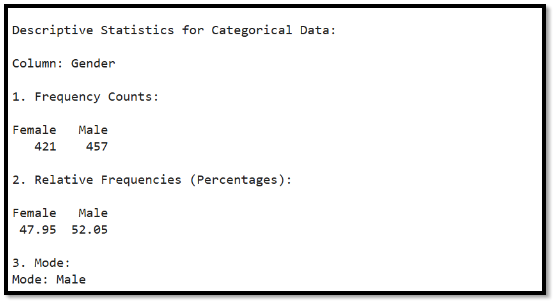 Descriptive Statistics for Categorical Data:
Column: Gender
1. Frequency Counts:
Female   Male
   421    457
2. Relative Frequencies (Percentages):
Female   Male
 47.95  52.05
3. Mode:
Mode: Male